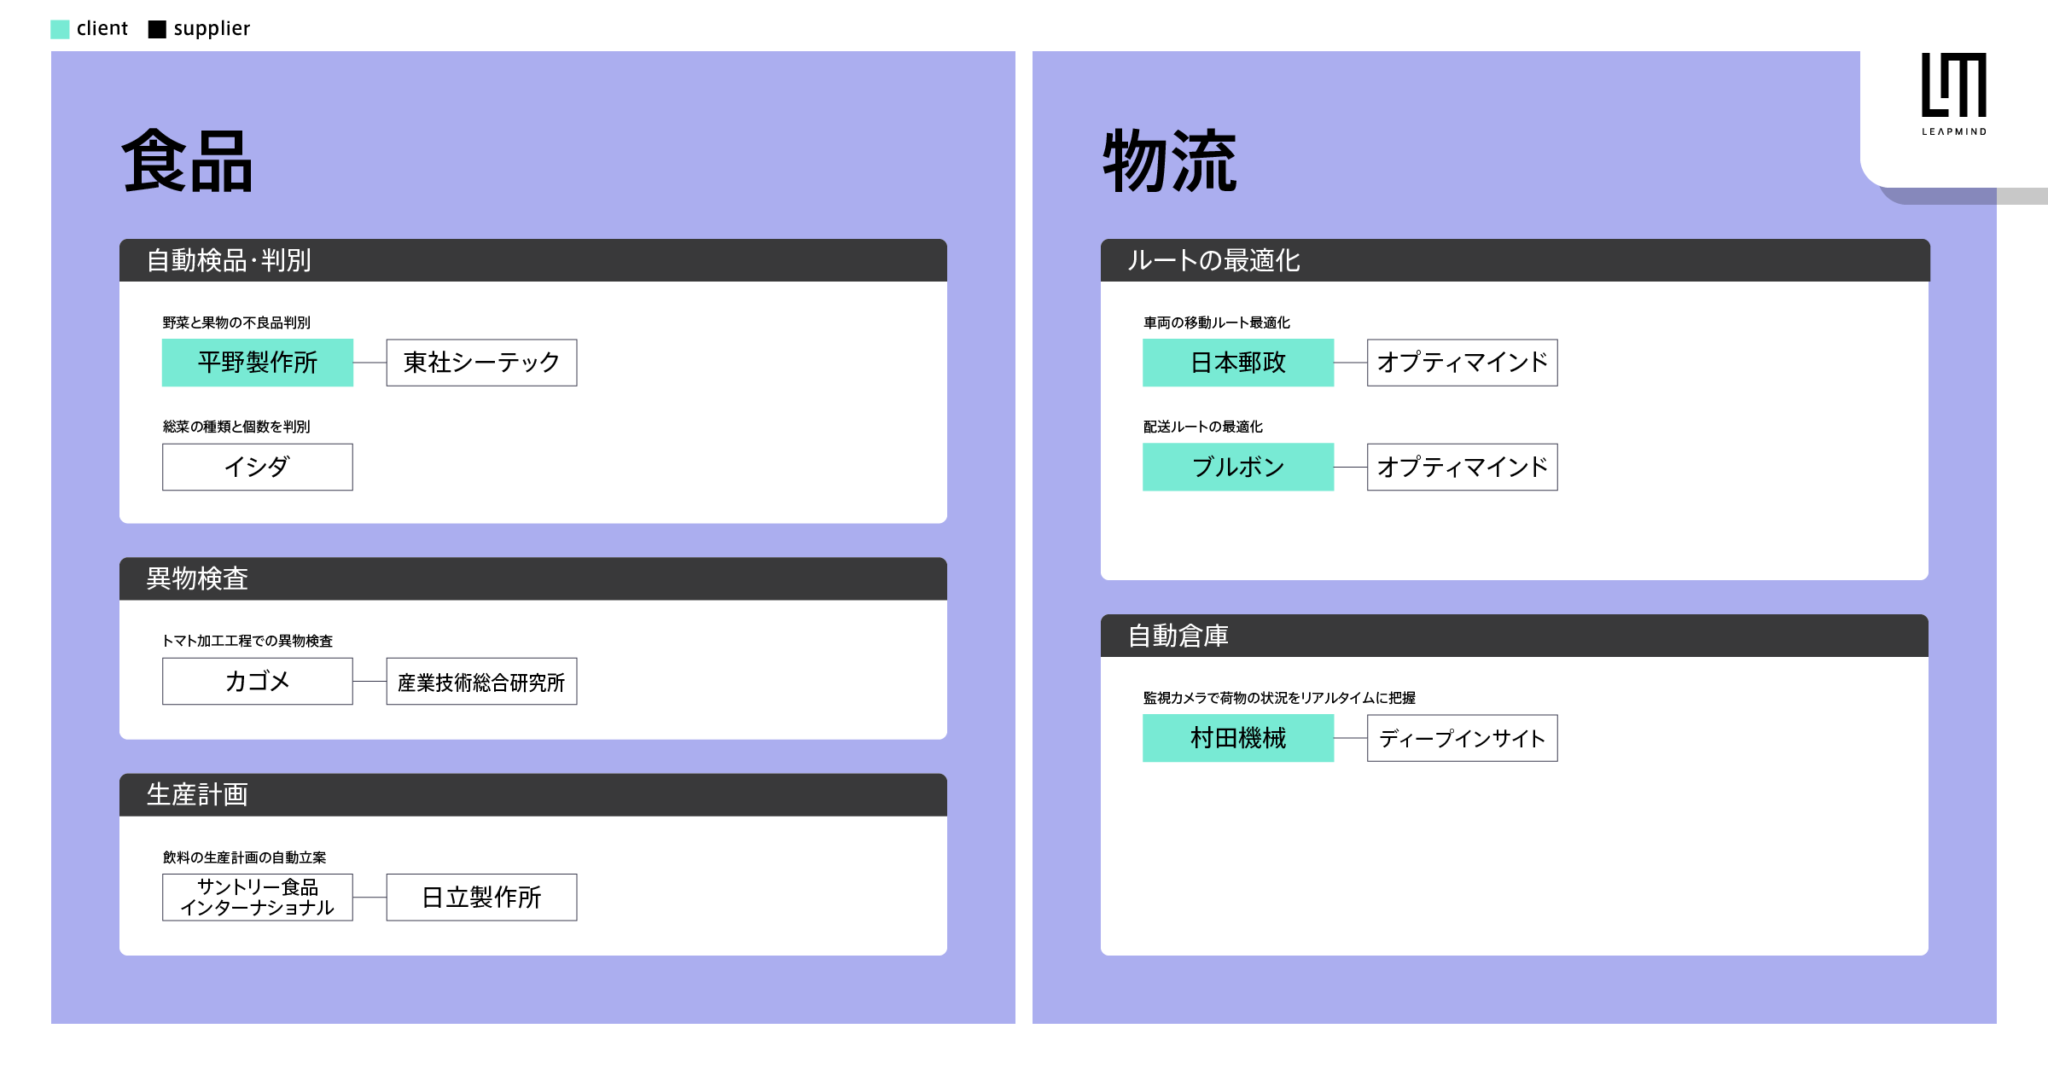 client
supplier
食品
自動検品・判別
野菜と果物の不良品判別
平野製作所
東社シーテック
総菜の種類と個数を判別
イシダ
異物検査
トマト加工工程での異物検査
カゴメ
産業技術総合研究所
生産計画
飲料の生産計画の自動立案
サントリー食品
インターナショナル
日立製作所
物流
LEAPMIND
ルートの最適化
車両の移動ルート最適化
日本郵政
オプティマインド
配送ルートの最適化
ブルボン
オプティマインド
自動倉庫
監視カメラで荷物の状況をリアルタイムに把握
村田機械
ディープインサイト